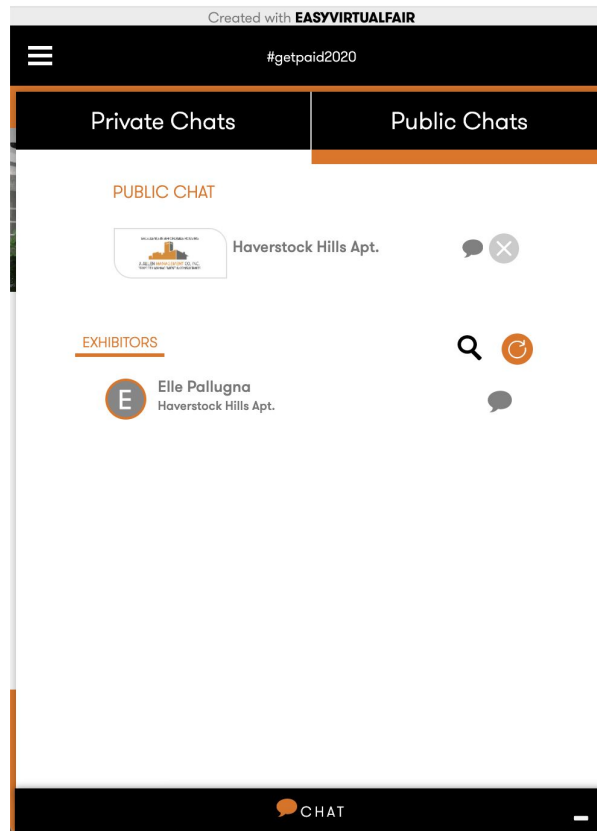 Created with EASYVIRTUALFAIR
#getpaid2020
Private Chats
Public Chats
PUBLIC CHAT
Haverstock Hills Apt.
EXHIBITORS
E
Elle Pallugna
Haverstock Hills Apt.
CHAT